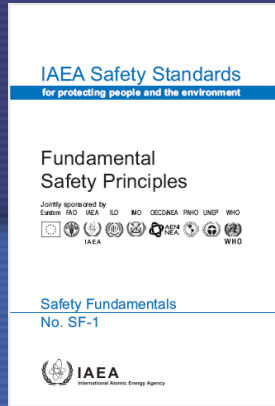 IAEA Safety Standards
for protecting people and the environment
Fundamental
Safety Principles
Jointly sponsored by
Euratom FAO IAEA ILO IMO OECD/NEA PAHO UNEP WHO
AEN
NEA
IAEA
WHO
Safety Fundamentals
No. SF-1
IAEA
International Atomic Energy Agency